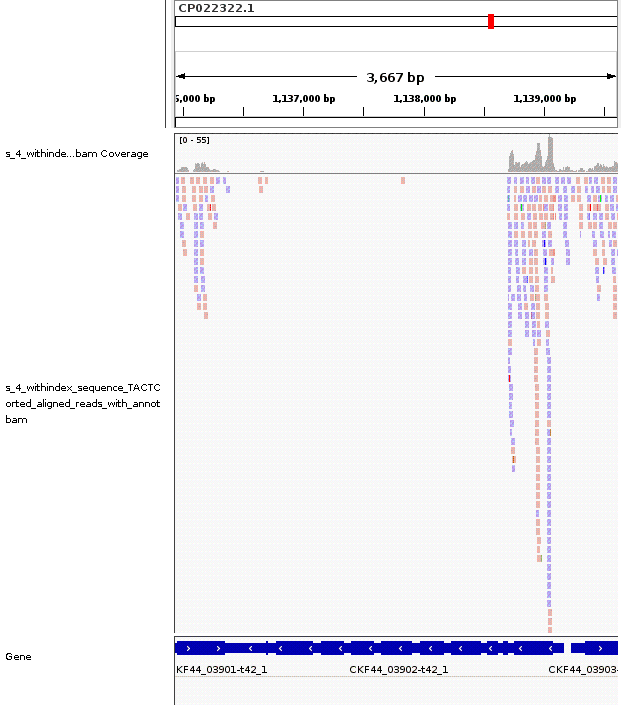 CP022322.1
3,667 bp
5,000 bp 1,137,000 bp 1,138,000 bp 1,139,000 bp
[0 - 55]
s_4_withinde...bam Coverage
s_4_withindex_sequence_TACTC
orted_aligned_reads_with_annot
bam
Gene
KF44_03901-t42_1 CKF44_03902-t42_1 CKF44_03903-